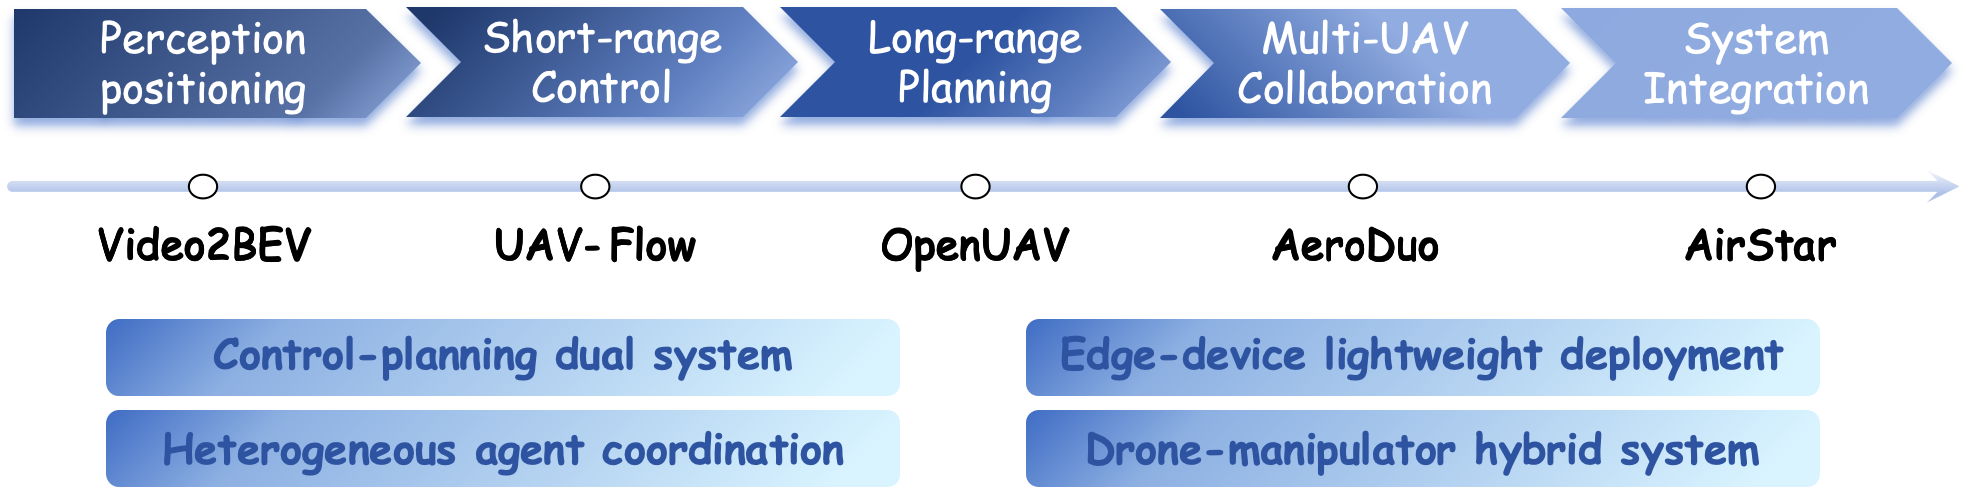 Perception
positioning
Short-range
Control
Long-range
Planning
Multi-UAV
Collaboration
System
Integration
Video2BEV
UAV-Flow
OpenUAV
AeroDuo
AirStar
Control-planning dual system
Edge-device lightweight deployment
Heterogeneous agent coordination
Drone-manipulator hybrid system